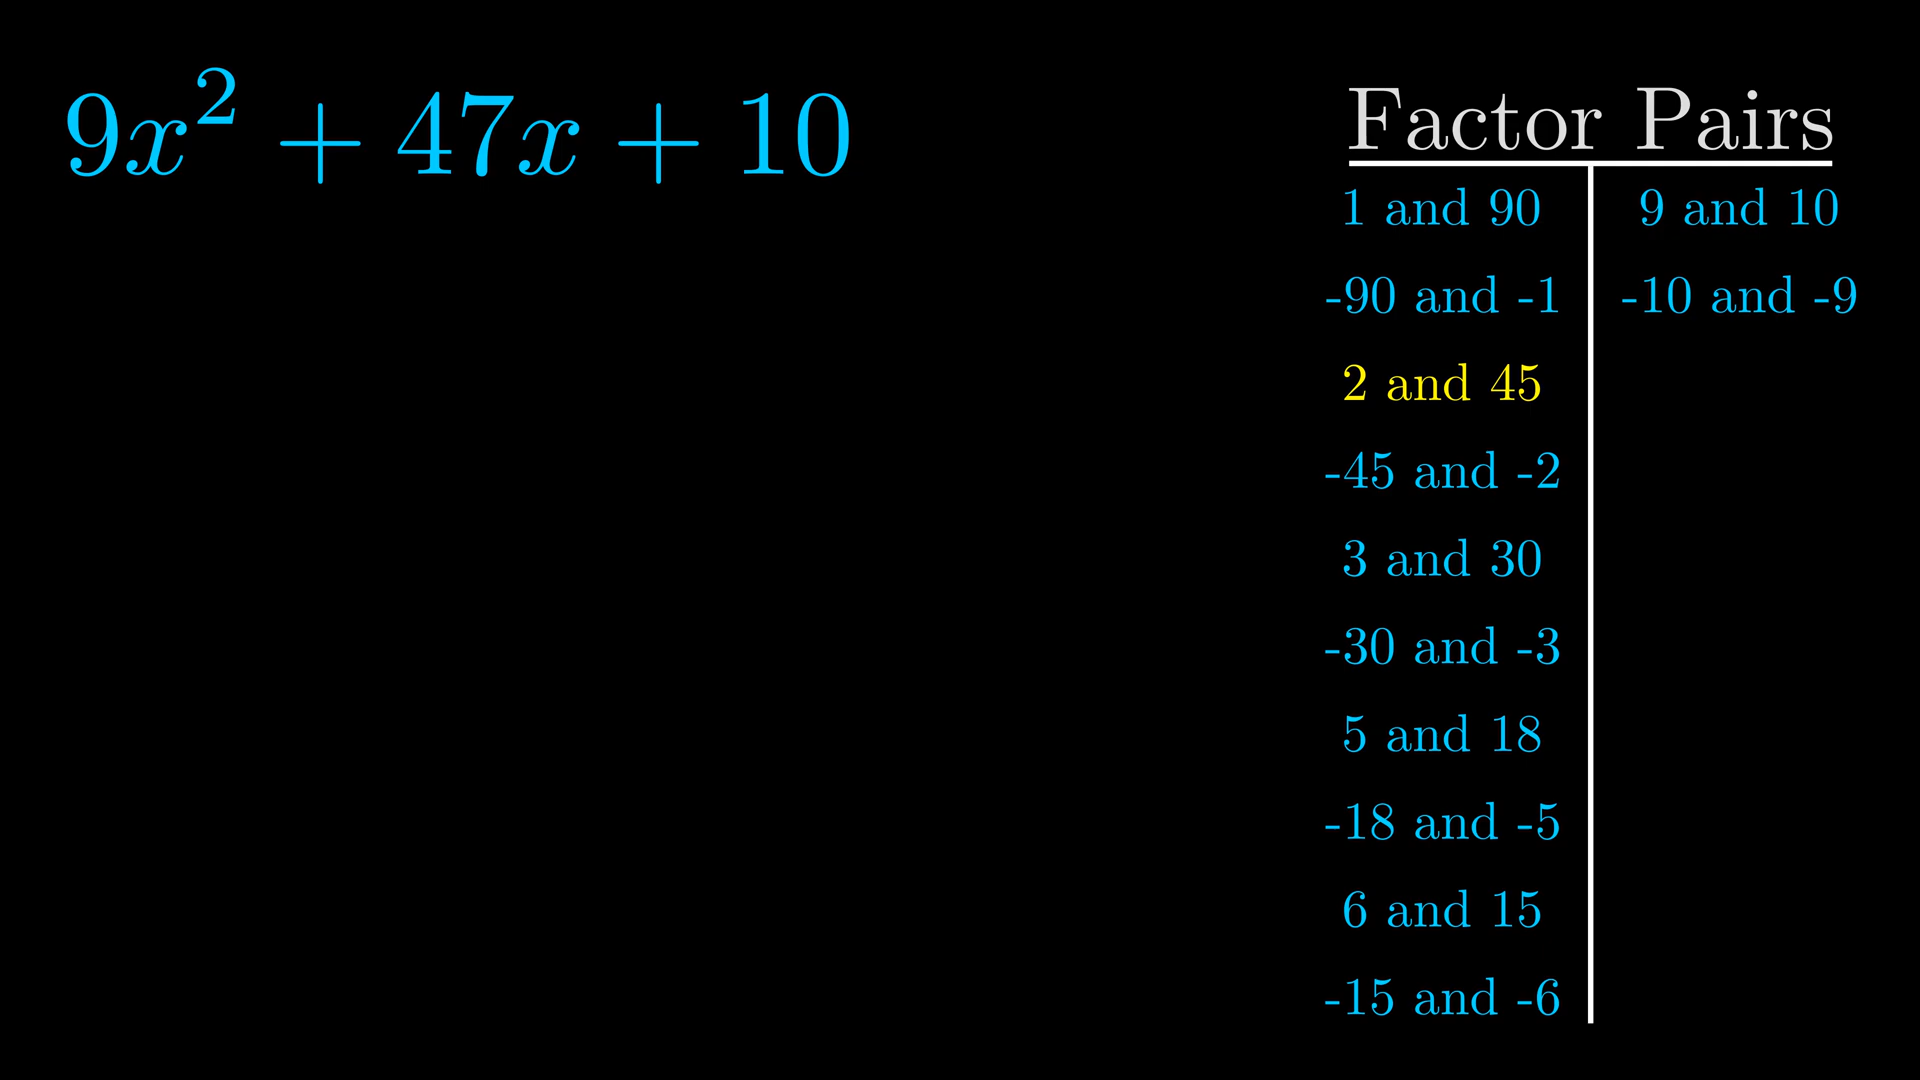 9x² + 47x + 10
Factor Pairs
1 and 90
-90 and -1
2 and 45
-45 and -2
3 and 30
-30 and -3
5 and 18
-18 and -5
6 and 15
-15 and -6
9 and 10
-10 and -9